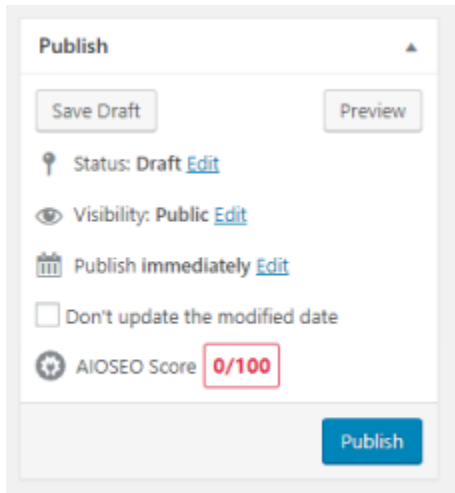 Publish
Save Draft Preview
Status: Draft Edit
Visibility: Public Edit
Publish immediately Edit
Don't update the modified date
AIOSEO Score 0/100
Publish